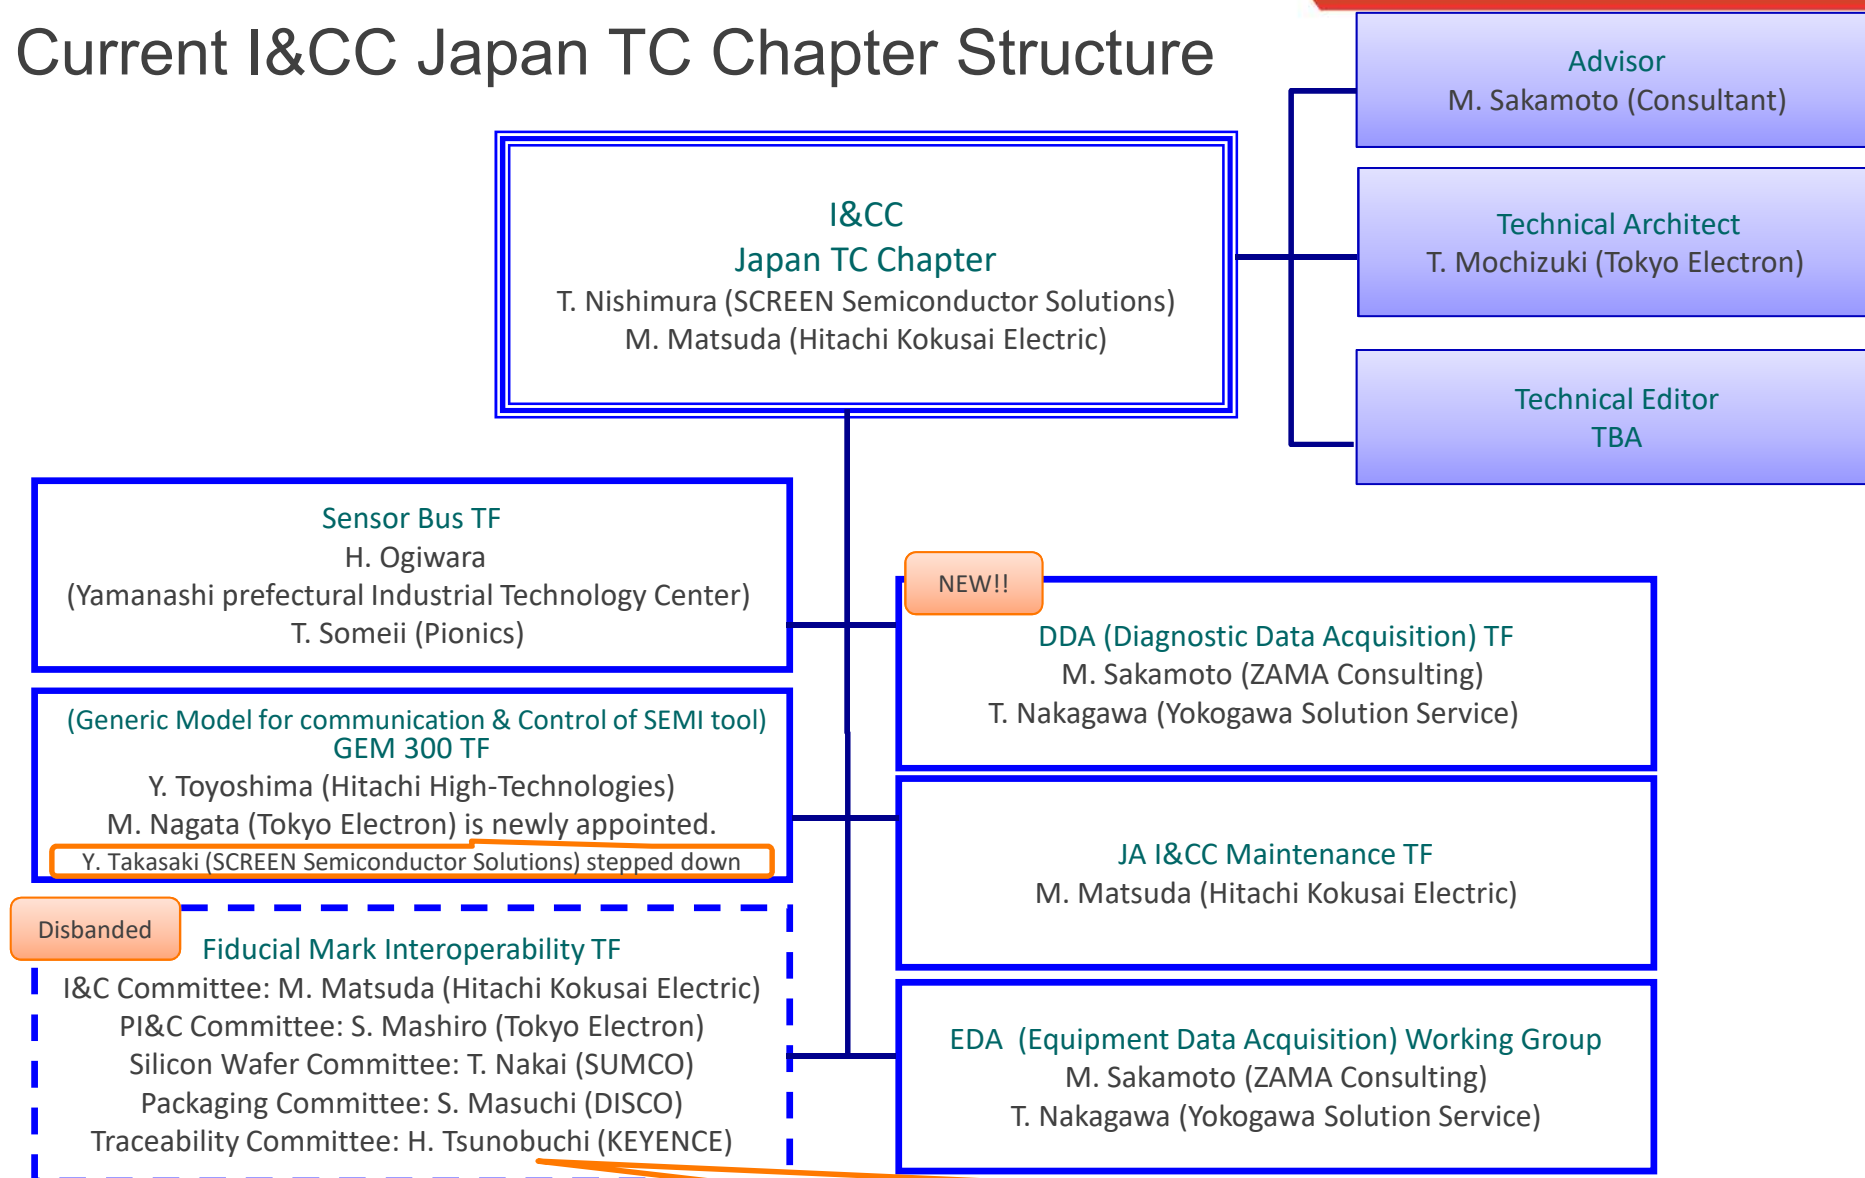 Current I&CC Japan TC Chapter Structure
Advisor
M. Sakamoto (Consultant)
Technical Architect
T. Mochizuki (Tokyo Electron)
Technical Editor
TBA
I&CC
Japan TC Chapter
T. Nishimura (SCREEN Semiconductor Solutions)
M. Matsuda (Hitachi Kokusai Electric)
Sensor Bus TF
H. Ogiwara
(Yamanashi prefectural Industrial Technology Center)
T. Someii (Pionics)
(Generic Model for communication & Control of SEMI tool)
GEM 300 TF
Y. Toyoshima (Hitachi High-Technologies)
M. Nagata (Tokyo Electron) is newly appointed.
Y. Takasaki (SCREEN Semiconductor Solutions) stepped down
Disbanded
Fiducial Mark Interoperability TF
I&C Committee: M. Matsuda (Hitachi Kokusai Electric)
PI&C Committee: S. Mashiro (Tokyo Electron)
Silicon Wafer Committee: T. Nakai (SUMCO)
Packaging Committee: S. Masuchi (DISCO)
Traceability Committee: H. Tsunobuchi (KEYENCE)
NEW!!
DDA (Diagnostic Data Acquisition) TF
M. Sakamoto (ZAMA Consulting)
T. Nakagawa (Yokogawa Solution Service)
JA I&CC Maintenance TF
M. Matsuda (Hitachi Kokusai Electric)
EDA (Equipment Data Acquisition) Working Group
M. Sakamoto (ZAMA Consulting)
T. Nakagawa (Yokogawa Solution Service)